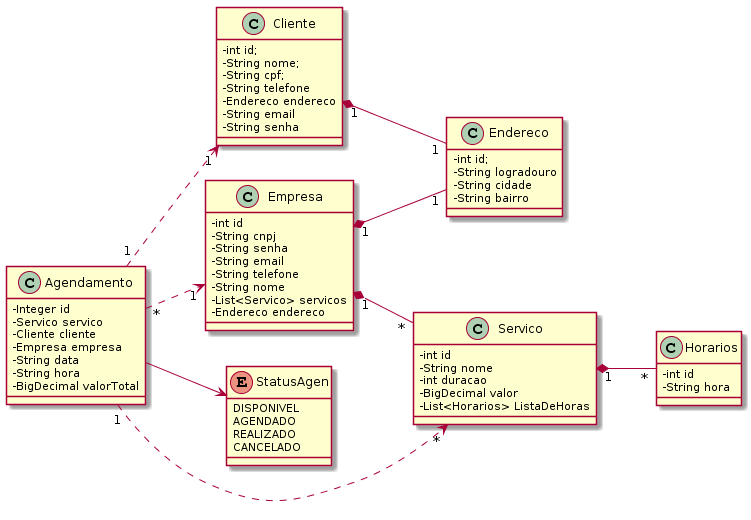 C Cliente
-int id;
-String nome;
-String cpf;
-String telefone
-Endereco endereco
-String email
-String senha
1
1
C Endereco
-int id;
-String logradouro
-String cidade
-String bairro
1
1
C Empresa
-int id
-String cnpj
-String senha
-String email
-String telefone
-String nome
-List<Servico> servicos
-Endereco endereco
1
1
1
*
C Agendamento
-Integer id
-Servico servico
-Cliente cliente
-Empresa empresa
-String data
-String hora
-BigDecimal valorTotal
1
*
1
E StatusAgen
DISPONIVEL
AGENDADO
REALIZADO
CANCELADO
C Servico
-int id
-String nome
-int duracao
-BigDecimal valor
-List<Horarios> ListaDeHoras
*
1
*
C Horarios
-int id
-String hora